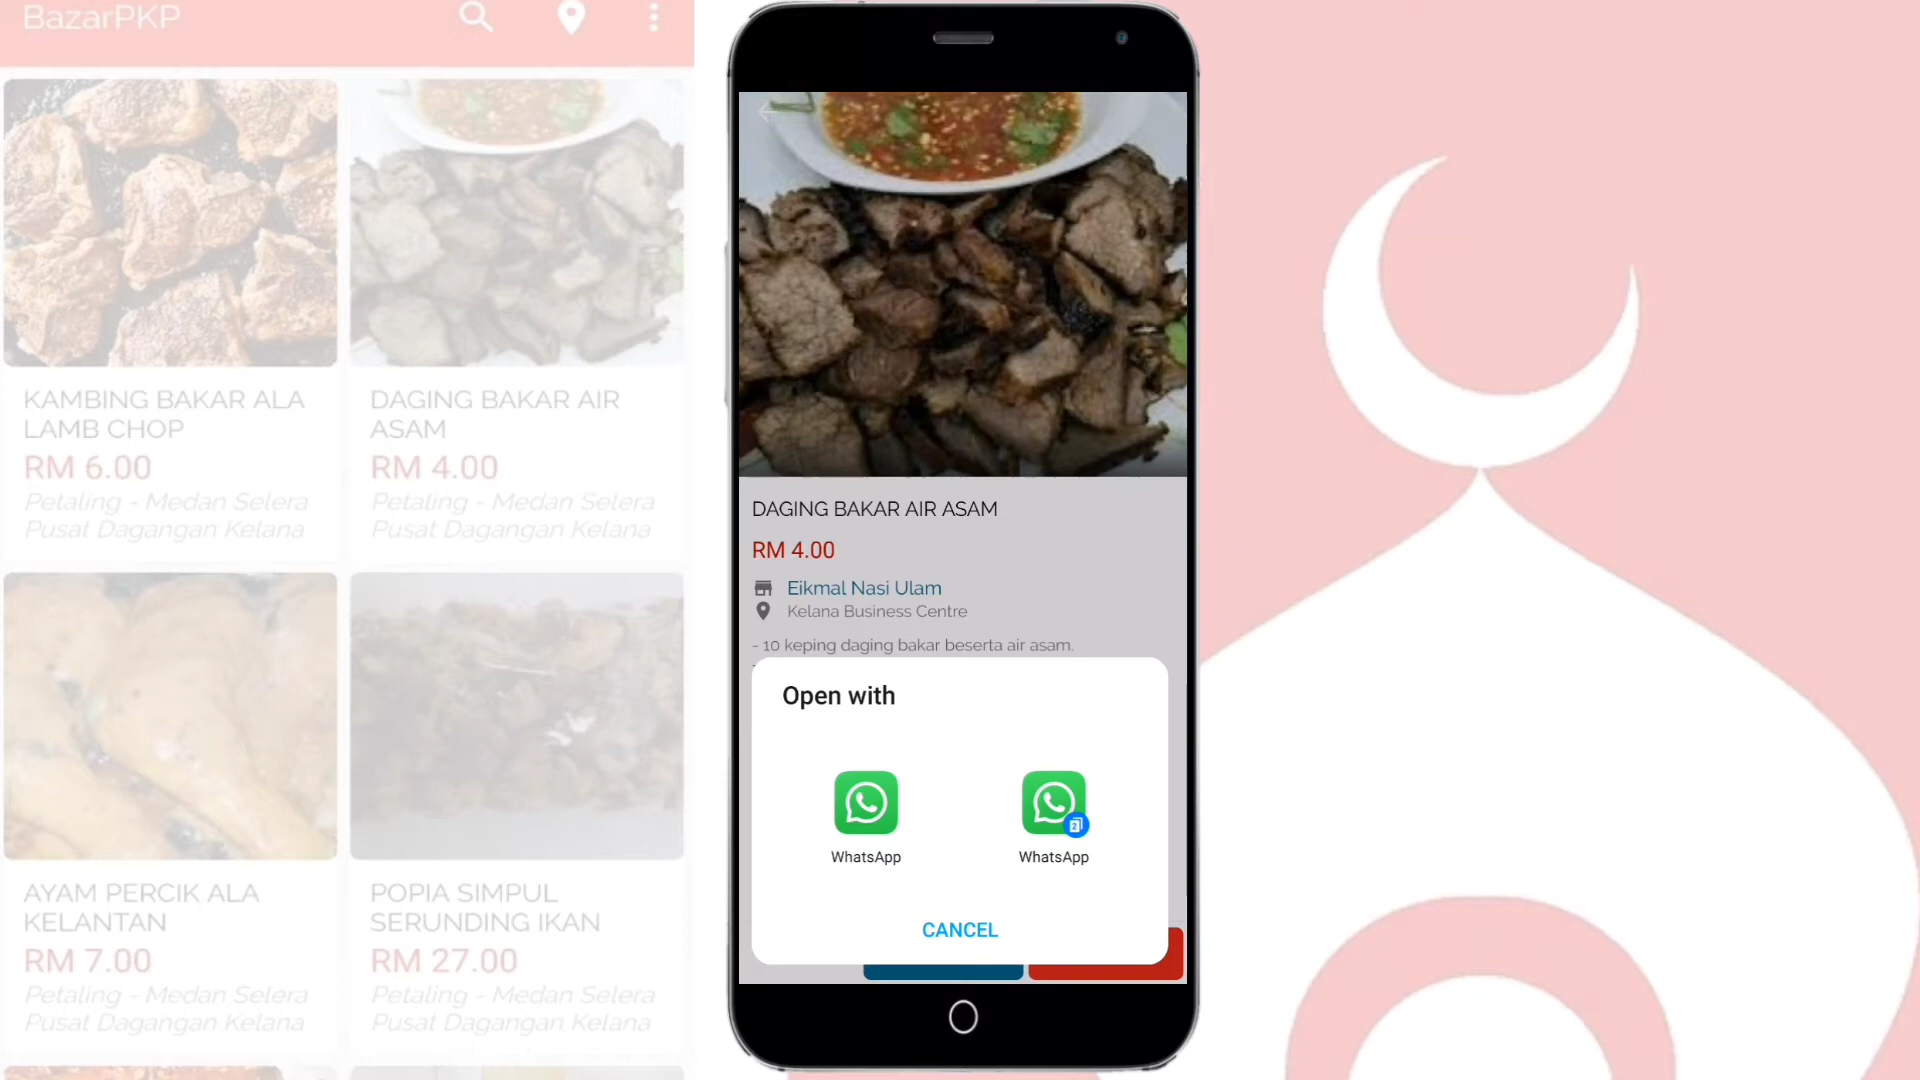 BazarPKP
KAMBING BAKAR ALA
LAMB CHOP
RM 6.00
Petaling - Medan Selera
Pusat Dagangan Kelana
DAGING BAKAR AIR
ASAM
RM 4.00
Petaling - Medan Selera
Pusat Dagangan Kelana
AYAM PERCIK ALA
KELANTAN
RM 7.00
Petaling - Medan Selera
Pusat Dagangan Kelana
POPIA SIMPUL
SERUNDING IKAN
RM 27.00
Petaling - Medan Selera
Pusat Dagangan Kelana
DAGING BAKAR AIR ASAM
RM 4.00
Eikmal Nasi Ulam
Kelana Business Centre
- 10 keping daging bakar beserta air asam.
Open with
2
WhatsApp
WhatsApp
CANCEL